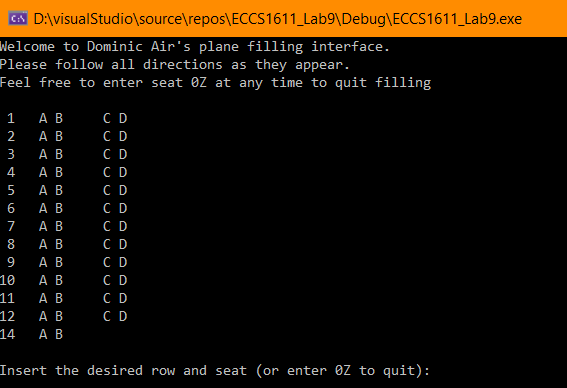 D:\visualStudio\source\repos\ECCS1611_Lab9\Debug\ECCS1611_Lab9.exe
Welcome to Dominic Air's plane filling interface.
Please follow all directions as they appear.
Feel free to enter seat 0Z at any time to quit filling
1 A B C D
2 A B C D
3 A B C D
4 A B C D
5 A B C D
6 A B C D
7 A B C D
8 A B C D
9 A B C D
10 A B C D
11 A B C D
12 A B C D
14 A B
Insert the desired row and seat (or enter 0Z to quit):